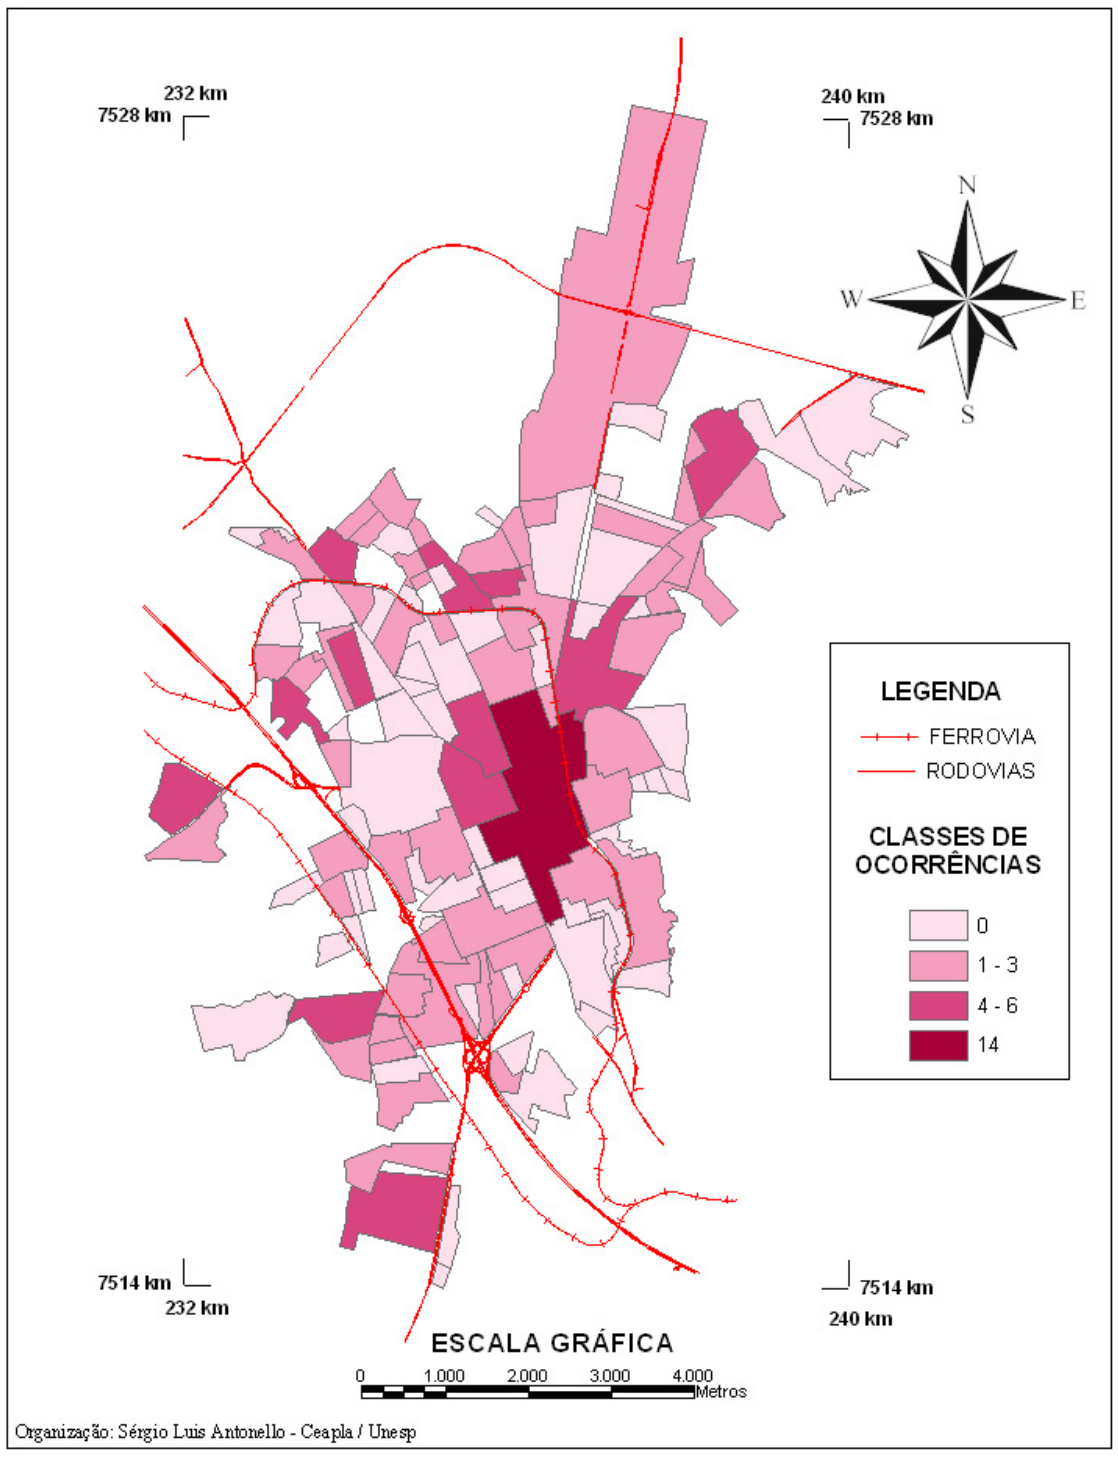 232 km
7528 km
240 km
7528 km
N
W
E
S
LEGENDA
FERROVIA
RODOVIAS
CLASSES DE
OCORRÊNCIAS
0
1 - 3
4 - 6
14
7514 km
232 km
7514 km
240 km
ESCALA GRÁFICA
0 1.000 2.000 3.000 4.000
Metros
Organização: Sérgio Luis Antonello - Ceapla / Unesp